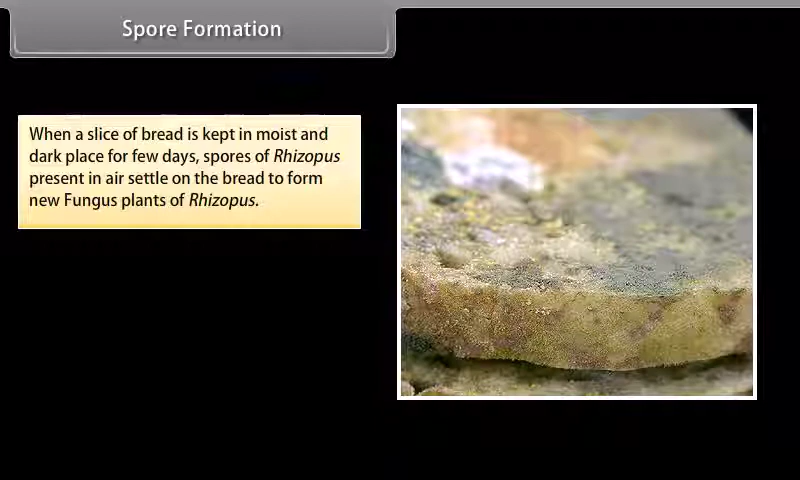 Spore Formation
When a slice of bread is kept in moist and
dark place for few days, spores of Rhizopus
present in air settle on the bread to form
new Fungus plants of Rhizopus.